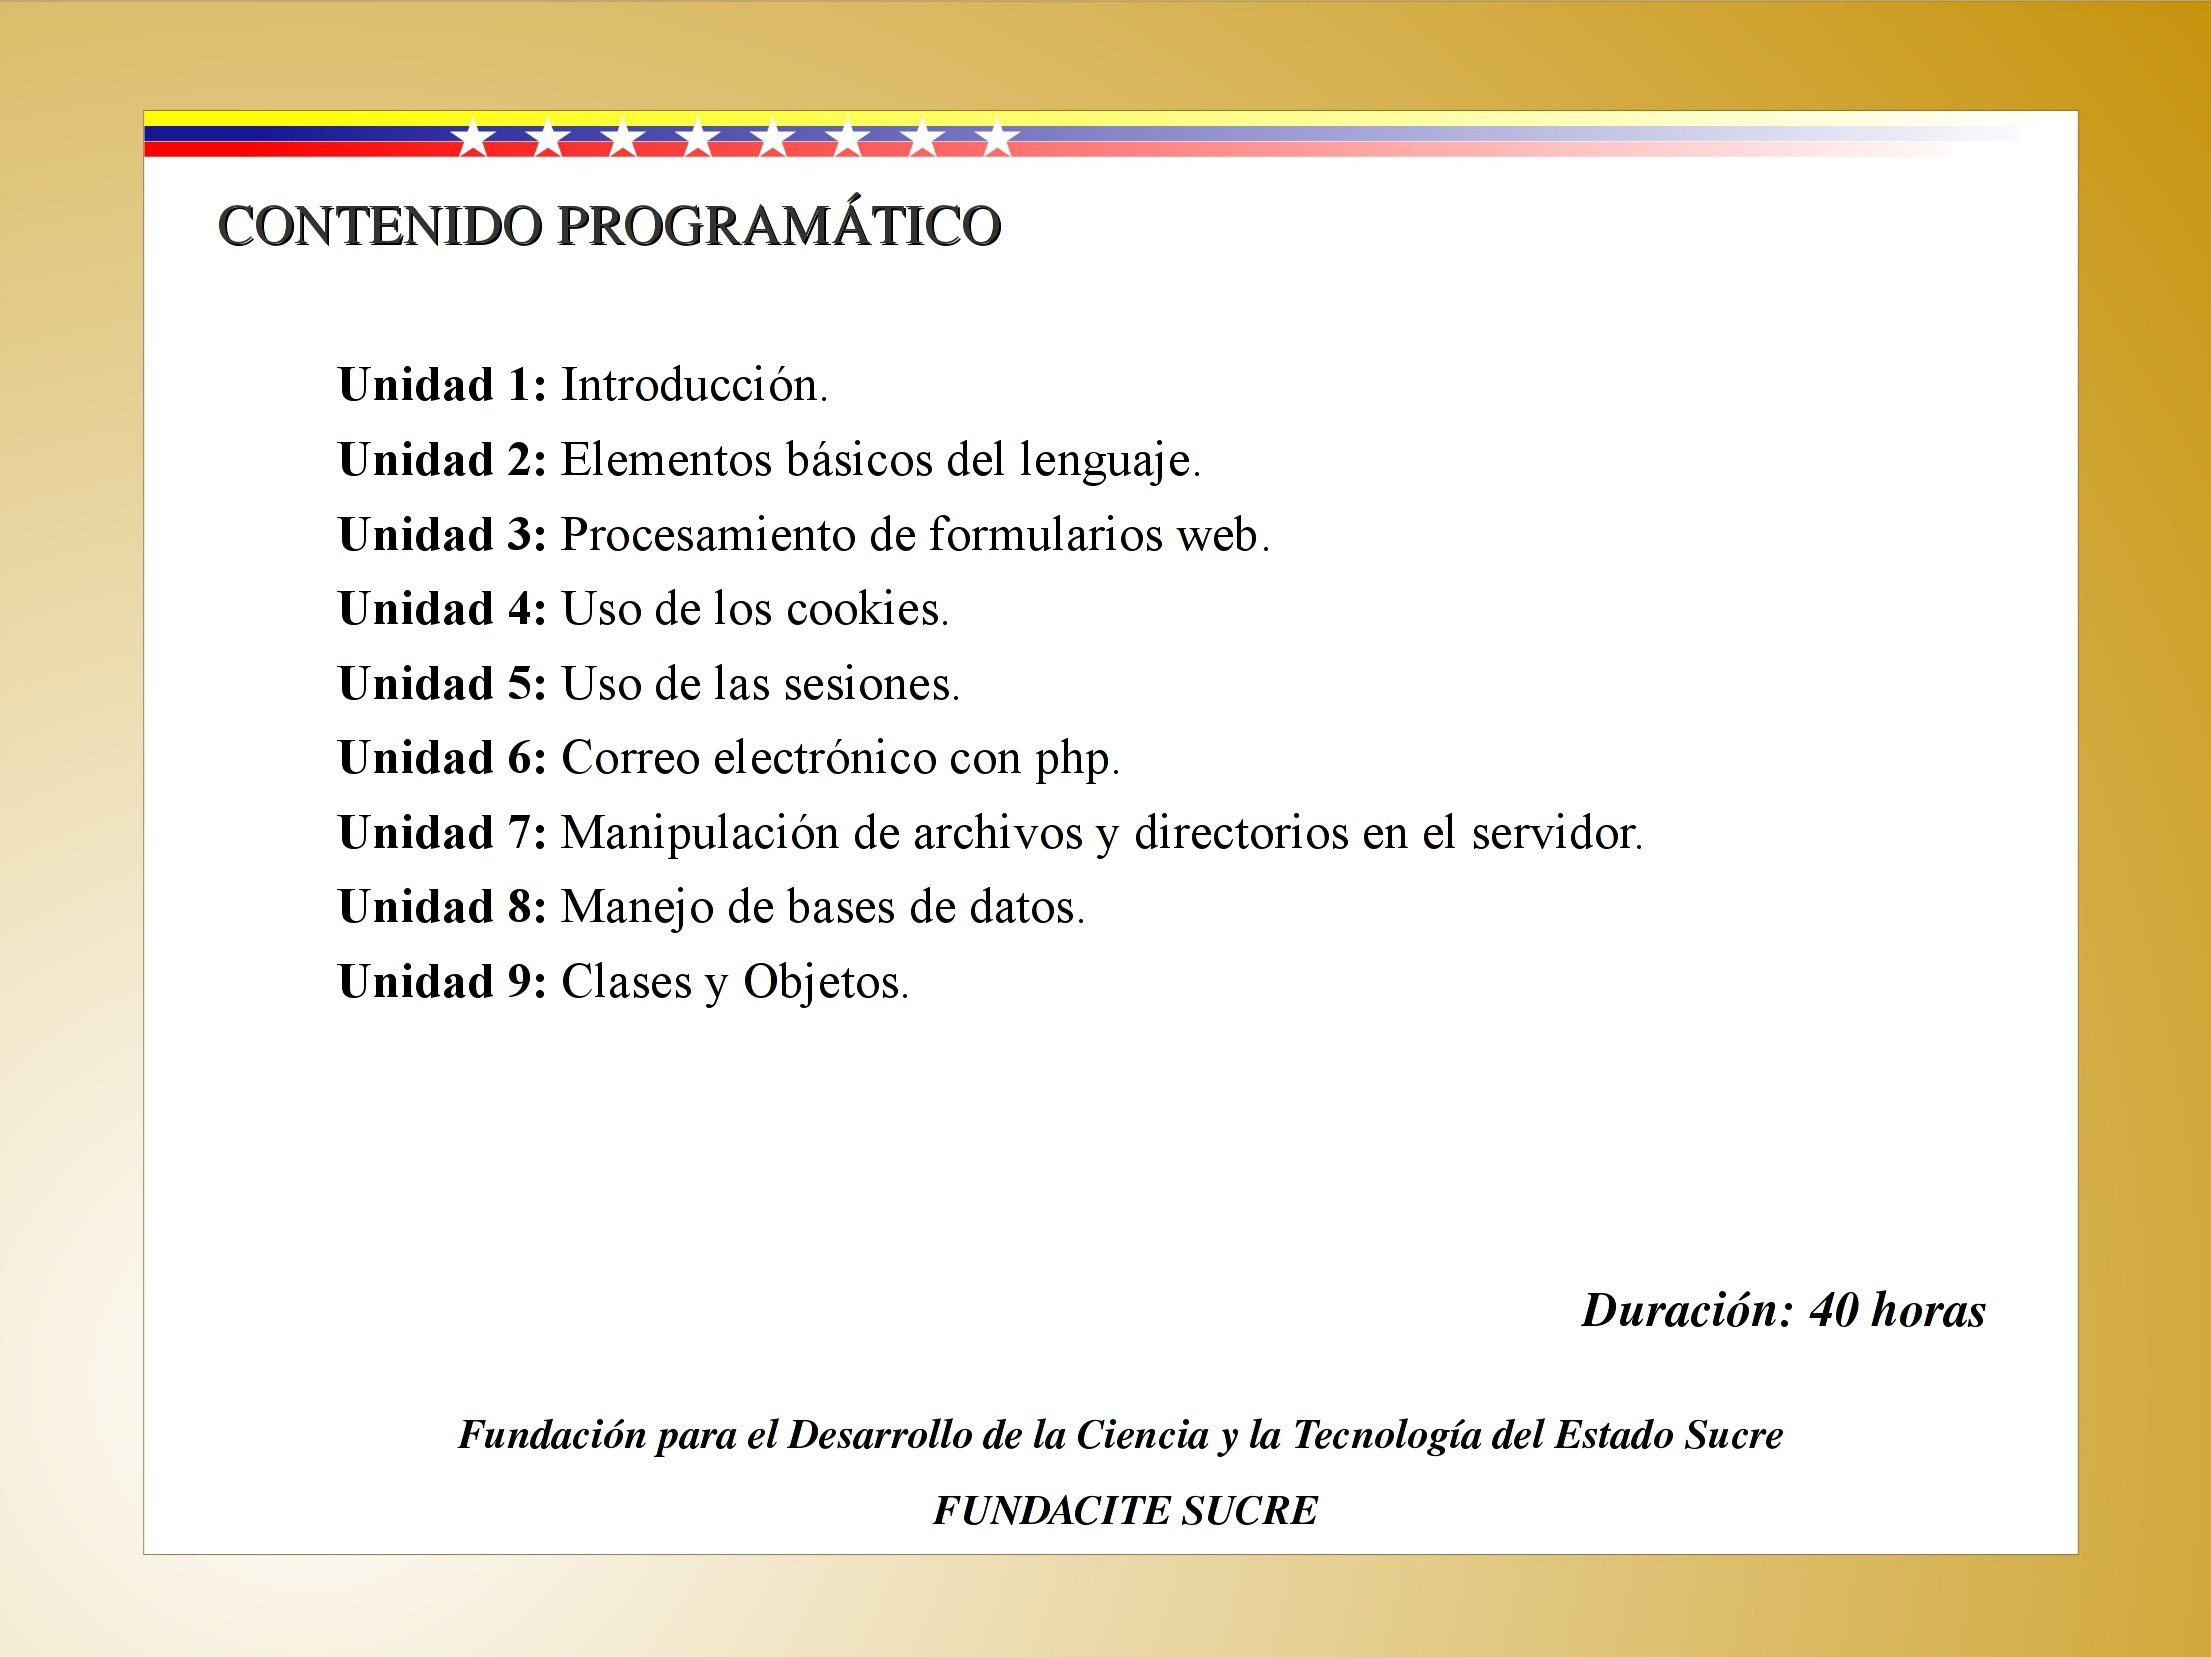 CONTENIDO PROGRAMÁTICO
Unidad 1: Introducción.
Unidad 2: Elementos básicos del lenguaje.
Unidad 3: Procesamiento de formularios web.
Unidad 4: Uso de los cookies.
Unidad 5: Uso de las sesiones.
Unidad 6: Correo electrónico con php.
Unidad 7: Manipulación de archivos y directorios en el servidor.
Unidad 8: Manejo de bases de datos.
Unidad 9: Clases y Objetos.
Duración: 40 horas
Fundación para el Desarrollo de la Ciencia y la Tecnología del Estado Sucre
FUNDACITE SUCRE